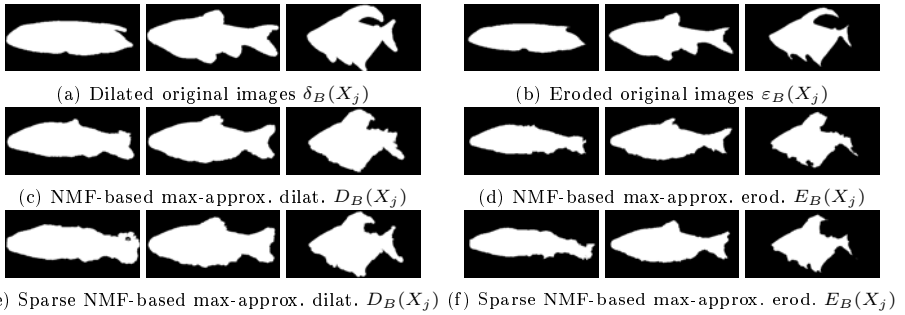 (a) Dilated original images δ_B(X_j)
(b) Eroded original images ε_B(X_j)
(c) NMF-based max-approx. dilat. D_B(X_j)
(d) NMF-based max-approx. erod. E_B(X_j)
e) Sparse NMF-based max-approx. dilat. D_B(X_j)
(f) Sparse NMF-based max-approx. erod. E_B(X_j)